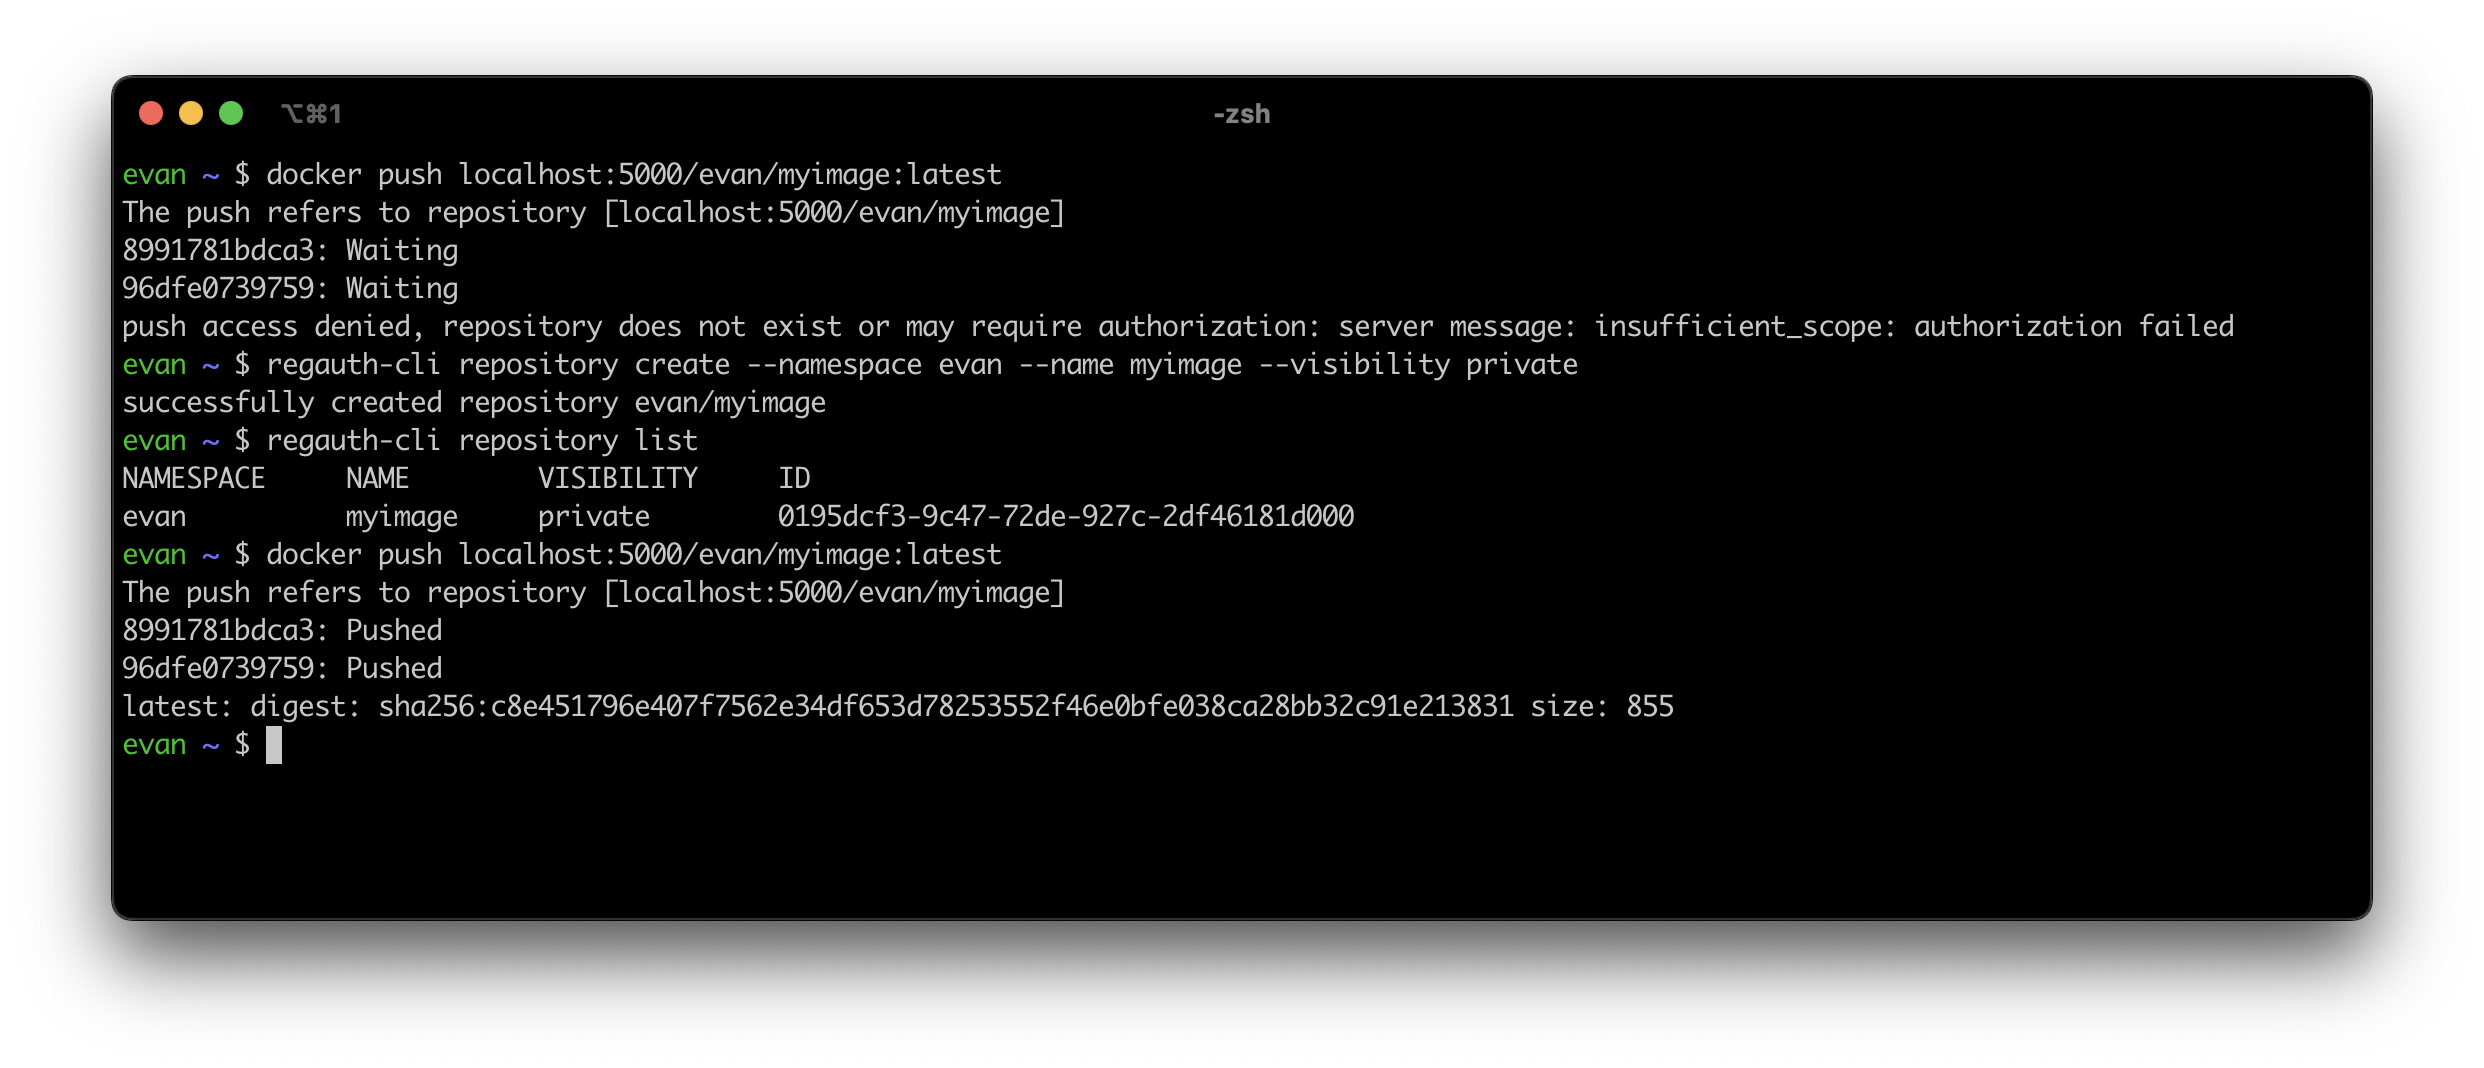 ⌥⌘1
-zsh
evan ~ $ docker push localhost:5000/evan/myimage:latest
The push refers to repository [localhost:5000/evan/myimage]
8991781bdca3: Waiting
96dfe0739759: Waiting
push access denied, repository does not exist or may require authorization: server message: insufficient_scope: authorization failed
evan ~ $ regauth-cli repository create --namespace evan --name myimage --visibility private
successfully created repository evan/myimage
evan ~ $ regauth-cli repository list
NAMESPACE     NAME        VISIBILITY     ID
evan          myimage     private        0195dcf3-9c47-72de-927c-2df46181d000
evan ~ $ docker push localhost:5000/evan/myimage:latest
The push refers to repository [localhost:5000/evan/myimage]
8991781bdca3: Pushed
96dfe0739759: Pushed
latest: digest: sha256:c8e451796e407f7562e34df653d78253552f46e0bfe038ca28bb32c91e213831 size: 855
evan ~ $